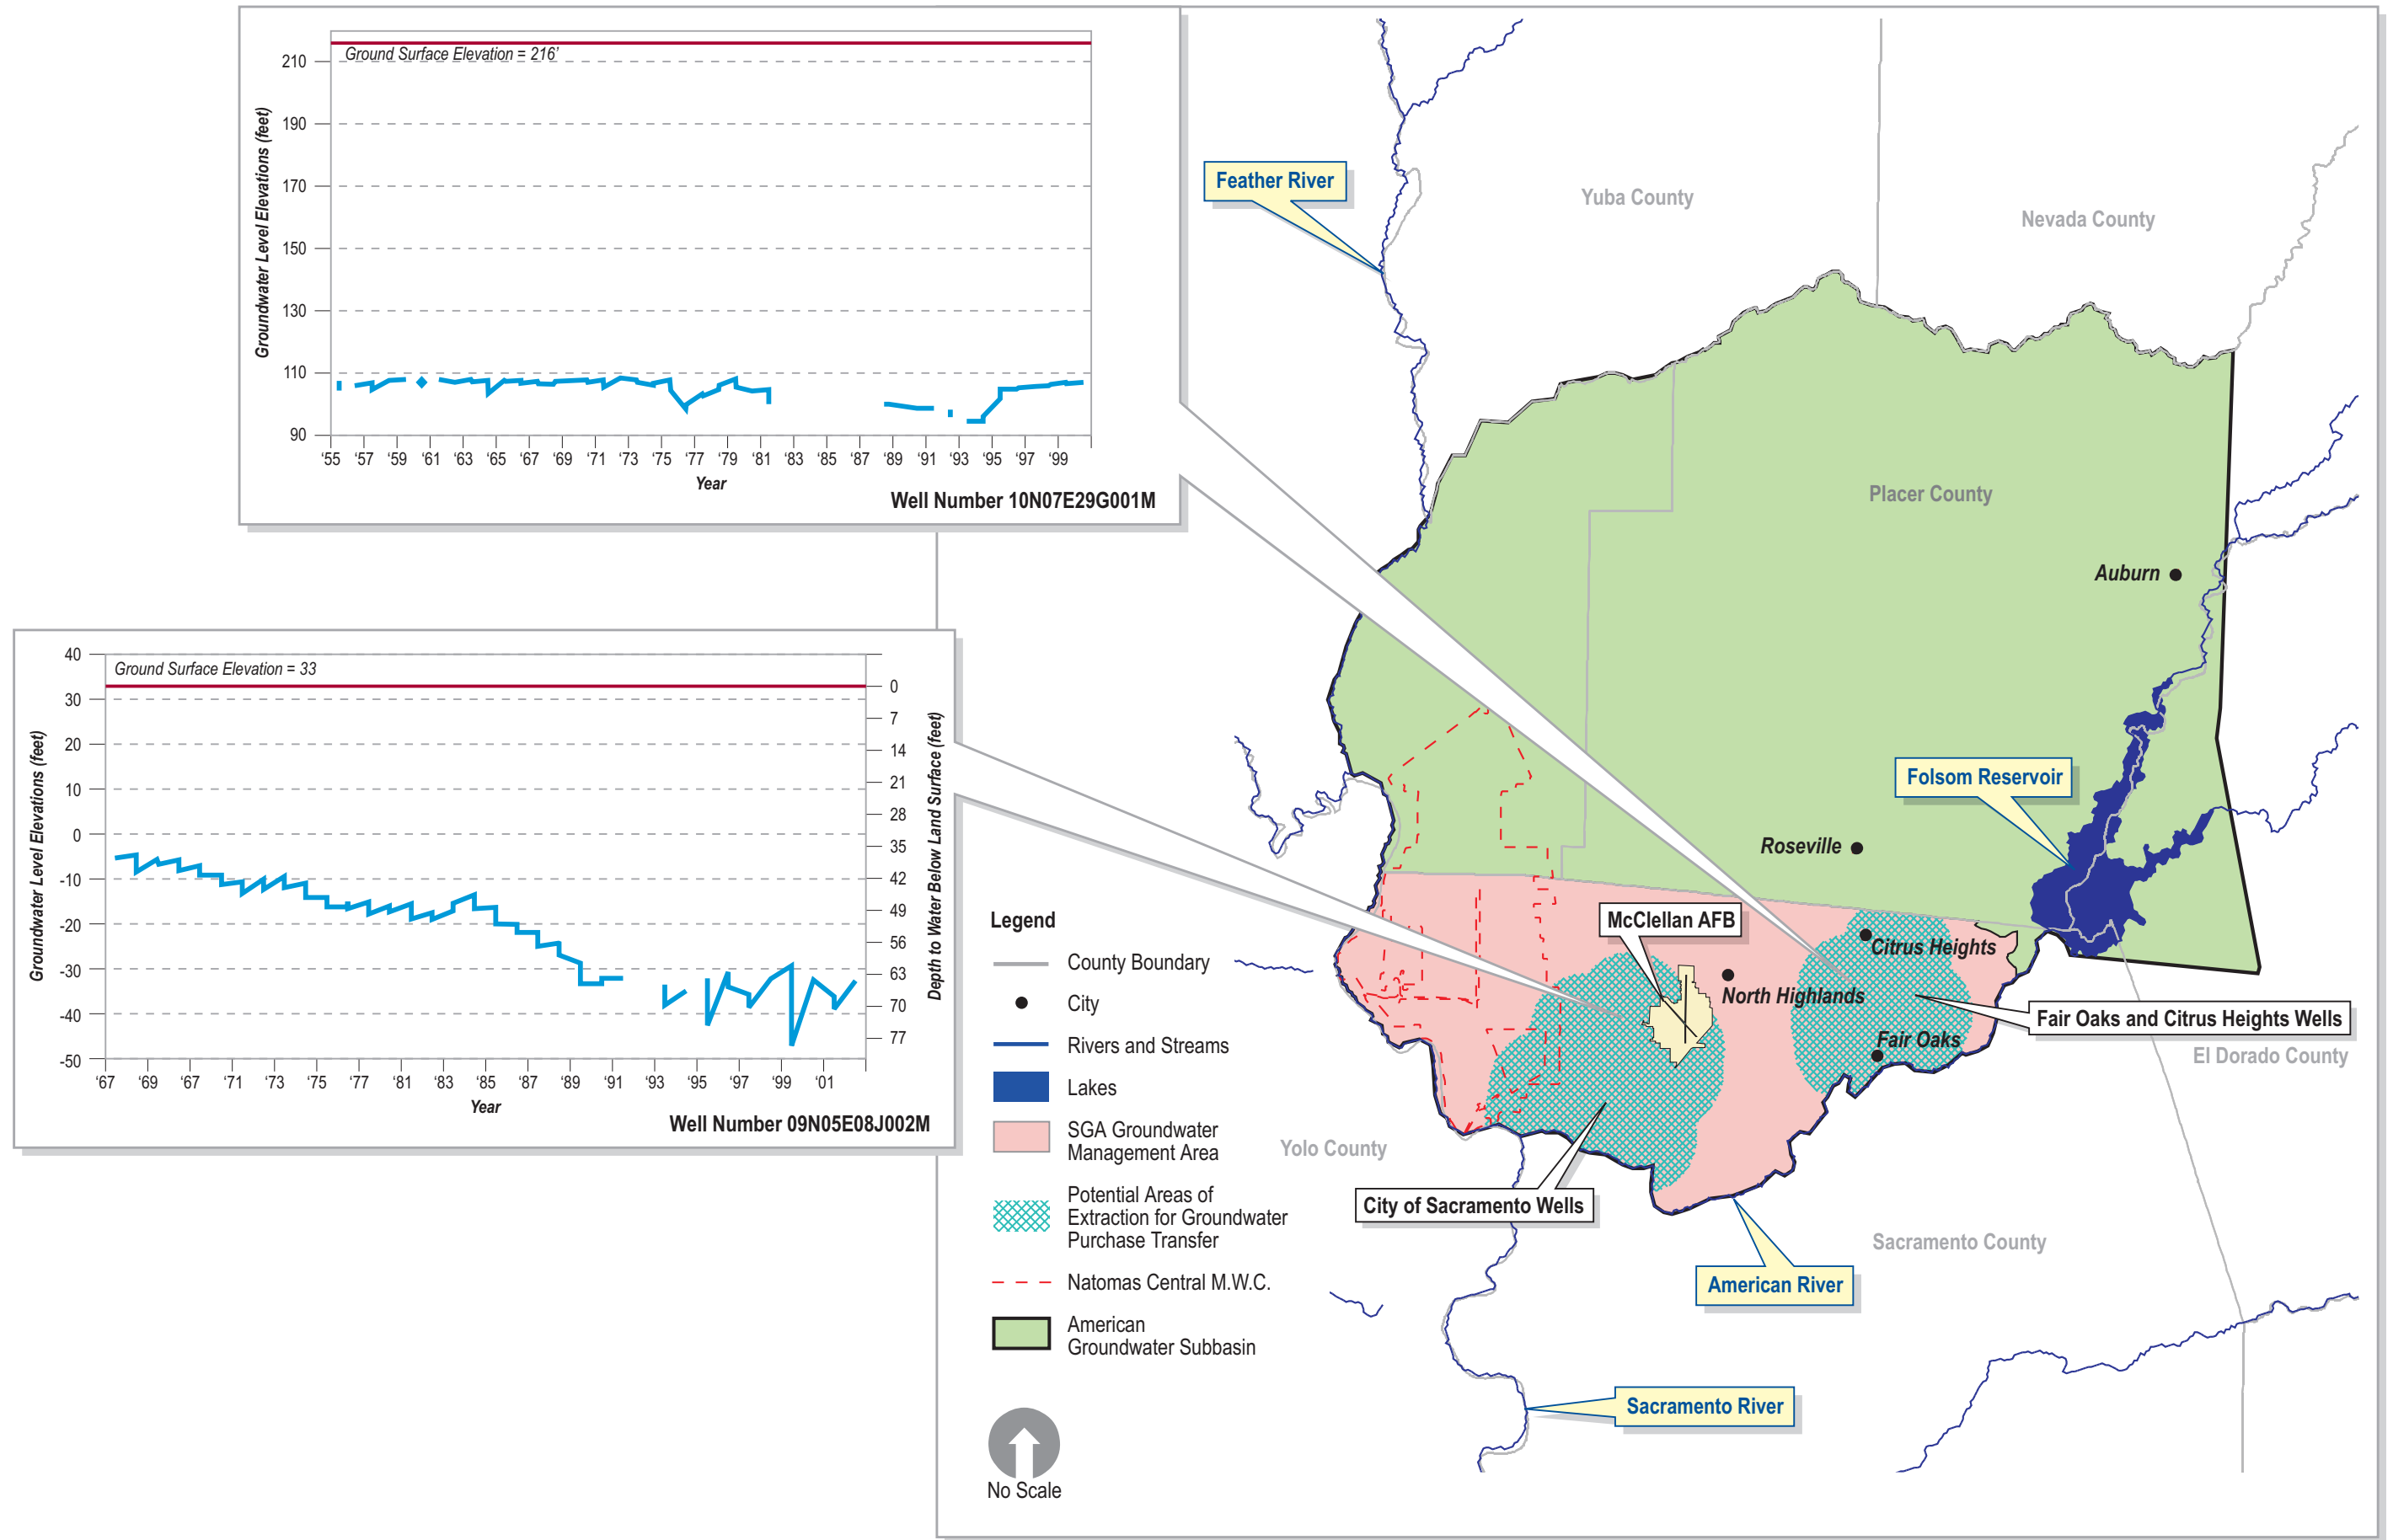 Ground Surface Elevation = 216'
210
190
170
150
130
110
90
Groundwater Level Elevations (feet)
‘55 ‘57 ‘59 ‘61 ‘63 ‘65 ‘67 ‘69 ‘71 ‘73 ‘75 ‘77 ‘79 ‘81 ‘83 ‘85 ‘87 ‘89 ‘91 ‘93 ‘95 ‘97 ‘99
Year
Well Number 10N07E29G001M
Ground Surface Elevation = 33
40
30
20
10
0
-10
-20
-30
-40
-50
Groundwater Level Elevations (feet)
0
7
14
21
28
35
42
49
56
63
70
77
Depth to Water Below Land Surface (feet)
‘67 ‘69 ‘67 ‘71 ‘73 ‘75 ‘77 ‘81 ‘83 ‘85 ‘89 ‘91 ‘93 ‘95 ‘97 ‘99 ‘01
Year
Well Number 09N05E08J002M
Feather River
Yuba County
Nevada County
Placer County
Auburn
Folsom Reservoir
Roseville
McClellan AFB
Citrus Heights
North Highlands
Fair Oaks and Citrus Heights Wells
Fair Oaks
El Dorado County
Yolo County
City of Sacramento Wells
Sacramento County
American River
Sacramento River
Legend
County Boundary
City
Rivers and Streams
Lakes
SGA Groundwater
Management Area
Potential Areas of
Extraction for Groundwater
Purchase Transfer
Natomas Central M.W.C.
American
Groundwater Subbasin
No Scale